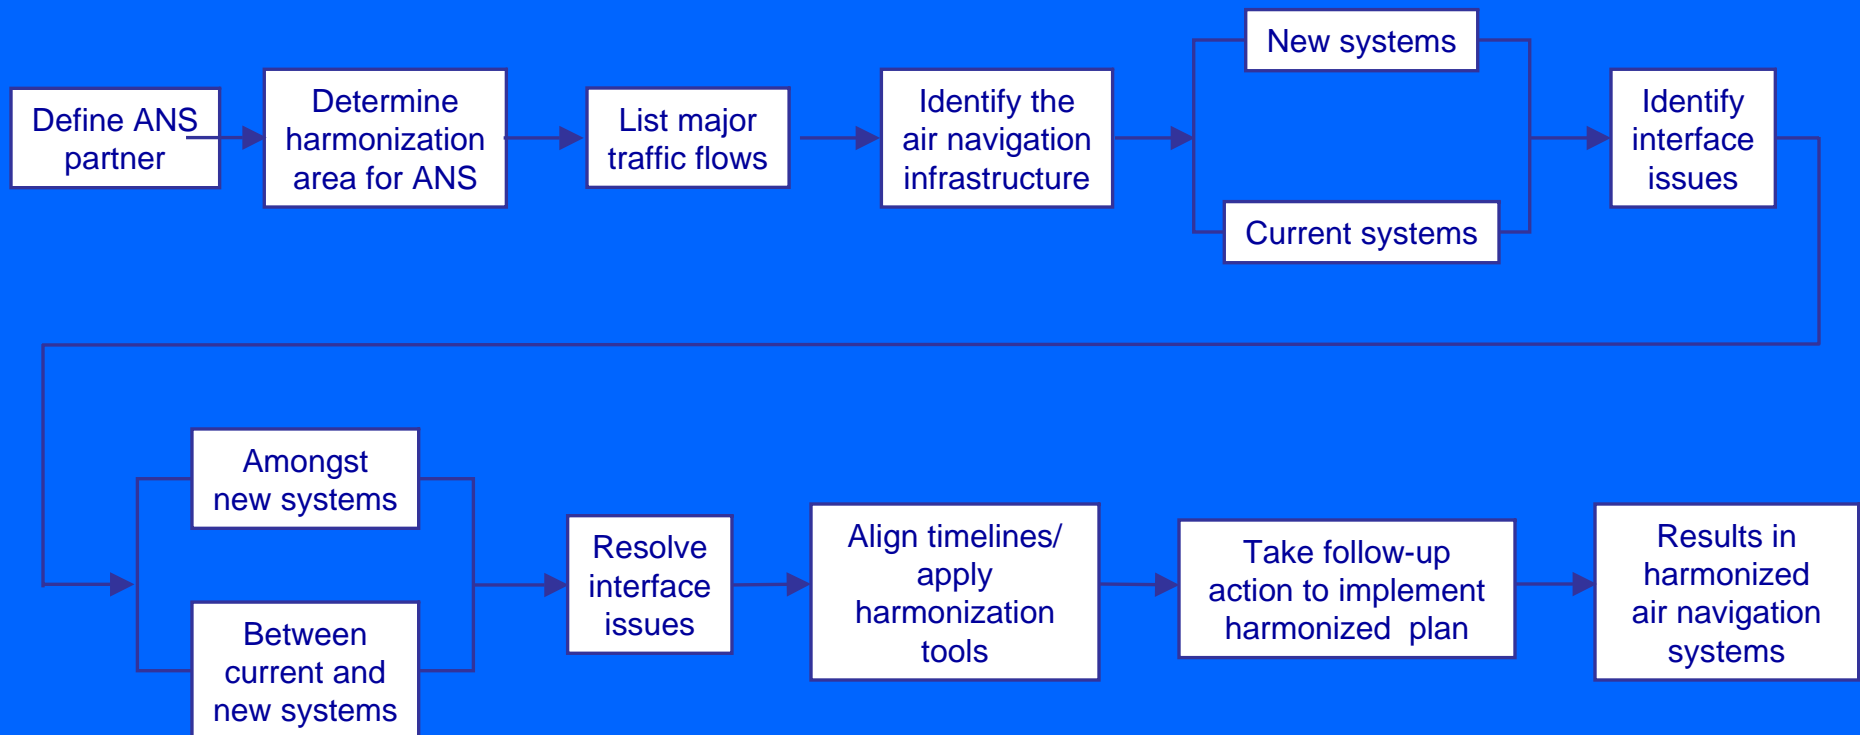 Define ANS
partner
Determine
harmonization
area for ANS
List major
traffic flows
Identify the
air navigation
infrastructure
New systems
Current systems
Identify
interface
issues
Amongst
new systems
Between
current and
new systems
Resolve
interface
issues
Align timelines/
apply
harmonization
tools
Take follow-up
action to implement
harmonized  plan
Results in
harmonized
air navigation
systems